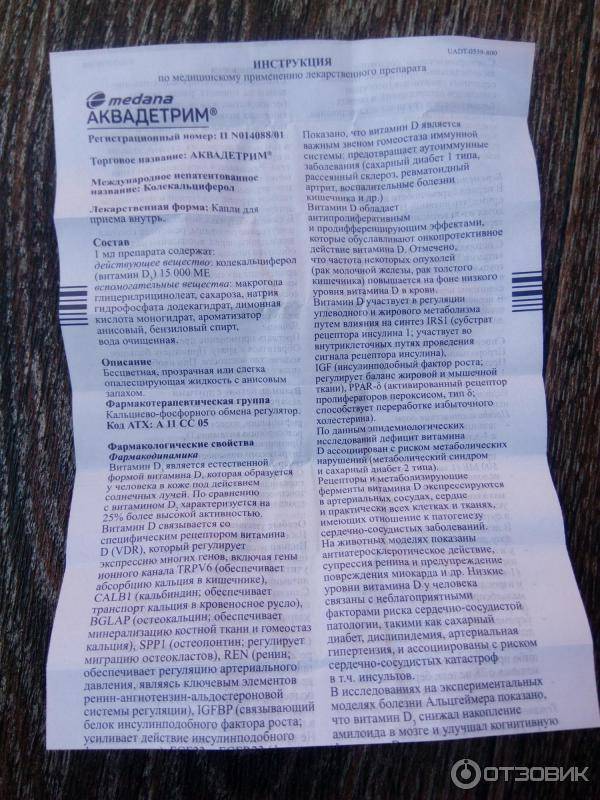 UADT-0559-R00
ИНСТРУКЦИЯ
по медицинскому применению лекарственного препарата
medana
АКВАДЕТРИМ®
Регистрационный номер: П N014088/01
Торговое название: АКВАДЕТРИМ®
Международное непатентованное
название: Колекальциферол
Лекарственная форма: Капли для
приема внутрь.
Состав
1 мл препарата содержит:
действующее вещество: колекальциферол
(витамин D₃) 15 000 МЕ
вспомогательные вещества: макрогола
глицерилрицинолеат, сахароза, натрия
гидрофосфата додекагидрат, лимонная
кислота моногидрат, ароматизатор
анисовый, бензиловый спирт,
вода очищенная.
Описание
Бесцветная, прозрачная или слегка
опалесцирующая жидкость с анисовым
запахом.
Фармакотерапевтическая группа
Кальциево-фосфорного обмена регулятор.
Код АТХ: A 11 CC 05
Фармакологические свойства
Фармакодинамика
Витамин D₃ является естественной
формой витамина D, которая образуется
у человека в коже под действием
солнечных лучей. По сравнению
с витамином D₂ характеризуется на
25% более высокой активностью.
Витамин D связывается со
специфическим рецептором витамина
D (VDR), который регулирует
экспрессию многих генов, включая гены
ионного канала TRPV6 (обеспечивает
абсорбцию кальция в кишечнике),
CALB1 (кальбиндин; обеспечивает
транспорт кальция в кровеносное русло),
BGLAP (остеокальцин; обеспечивает
минерализацию костной ткани и гомеостаз
кальция), SPP1 (остеопонтин; регулирует
миграцию остеокластов), REN (ренин;
обеспечивает регуляцию артериального
давления, являясь ключевым элементов
ренин-ангиотензин-альдостероновой
системы регуляции), IGFBP (связывающий
белок инсулинподобного фактора роста;
усиливает действие инсулинподобного
Показано, что витамин D является
важным звеном гомеостаза иммунной
системы: предотвращает аутоиммунные
заболевания (сахарный диабет 1 типа,
рассеянный склероз, ревматоидный
артрит, воспалительные болезни
кишечника и др.)
Витамин D обладает
антипролиферативным
и продифференцирующим эффектами,
которые обуславливают онкопротективное
действие витамина D. Отмечено,
что частота некоторых опухолей
(рак молочной железы, рак толстого
кишечника) повышается на фоне низкого
уровня витамина D в крови.
Витамин D участвует в регуляции
углеводного и жирового метаболизма
путем влияния на синтез IRS1 (субстрат
рецептора инсулина 1; участвует во
внутриклеточных путях проведения
сигнала рецептора инсулина),
IGF (инсулинподобный фактор роста;
регулирует баланс жировой и мышечной
ткани), PPAR-δ (активированный рецептор
пролифераторов пероксисом, тип δ;
способствует переработке избыточного
холестерина).
По данным эпидемиологических
исследований дефицит витамина
D ассоциирован с риском метаболических
нарушений (метаболический синдром
и сахарный диабет 2 типа).
Рецепторы и метаболизирующие
ферменты витамина D экспрессируются
в артериальных сосудах, сердце
и практически всех клетках и тканях,
имеющих отношение к патогенезу
сердечно-сосудистых заболеваний.
На животных моделях показаны
антиатеросклеротическое действие,
супрессия ренина и предупреждение
повреждения миокарда и др. Низкие
уровни витамина D у человека
связаны с неблагоприятными
факторами риска сердечно-сосудистой
патологии, такими как сахарный
диабет, дислипидемия, артериальная
гипертензия, и ассоциированы с риском
сердечно-сосудистых катастроф
в т.ч. инсультов.
В исследованиях на экспериментальных
моделях болезни Альцгеймера показано,
что витамин D₃ снижал накопление
амилоида в мозге и улучшал когнитивную
ОТЗОВИК